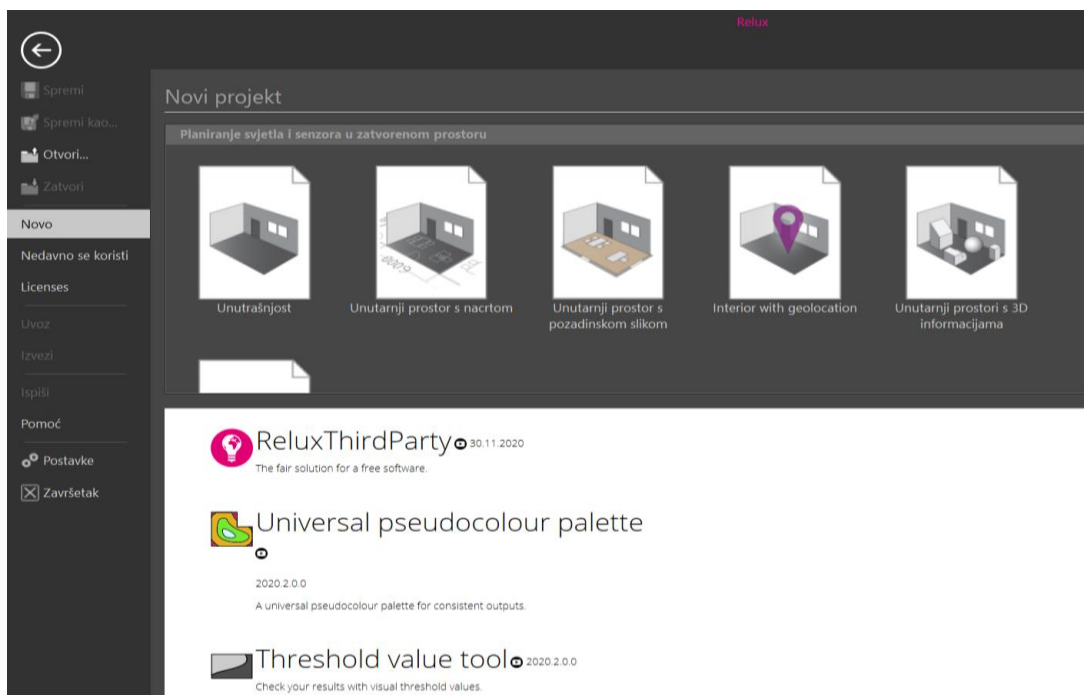 Relux
Spremi
Spremi kao...
Otvori...
Zatvori
Novo
Nedavno se koristi
Licenses
Uvoz
Izvezi
Ispiši
Pomoć
Postavke
Završetak
Novi projekt
Planiranje svjetla i senzora u zatvorenom prostoru
Unutrašnjost
Unutarnji prostor s nacrtom
Unutarnji prostor s
pozadinskom slikom
Interior with geolocation
Unutarnji prostori s 3D
informacijama
ReluxThirdParty 30.11.2020
The fair solution for a free software.
Universal pseudocolour palette
2020.2.0.0
A universal pseudocolour palette for consistent outputs.
Threshold value tool 2020.2.0.0
Check your results with visual threshold values.